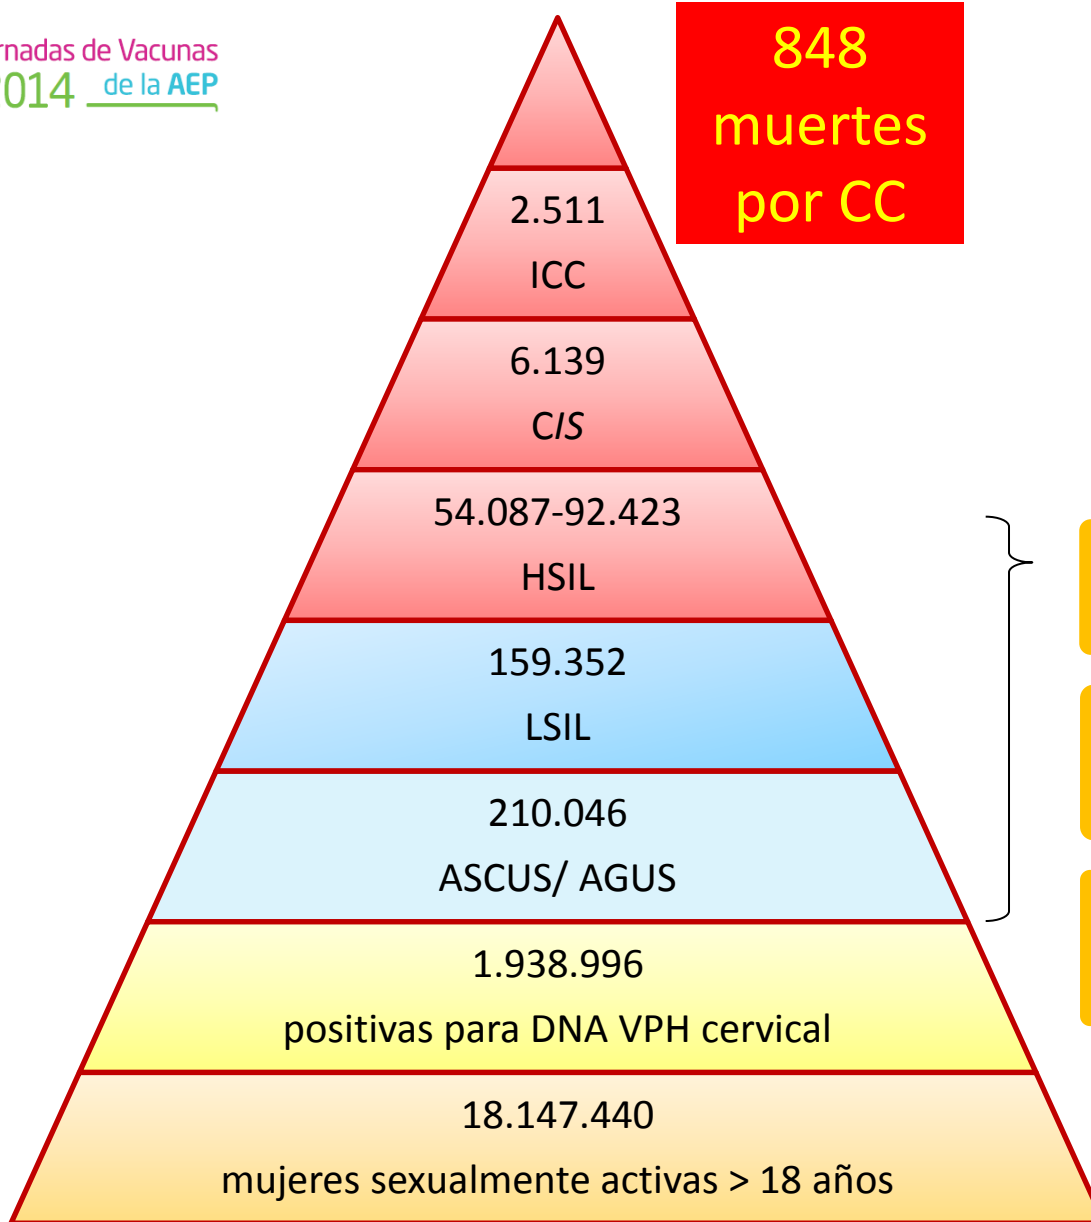 rnadas de Vacunas
2014 de la AEP
848
muertes
por CC
2.511
ICC
6.139
CIS
54.087-92.423
HSIL
159.352
LSIL
210.046
ASCUS/ AGUS
1.938.996
positivas para DNA VPH cervical
18.147.440
mujeres sexualmente activas > 18 años